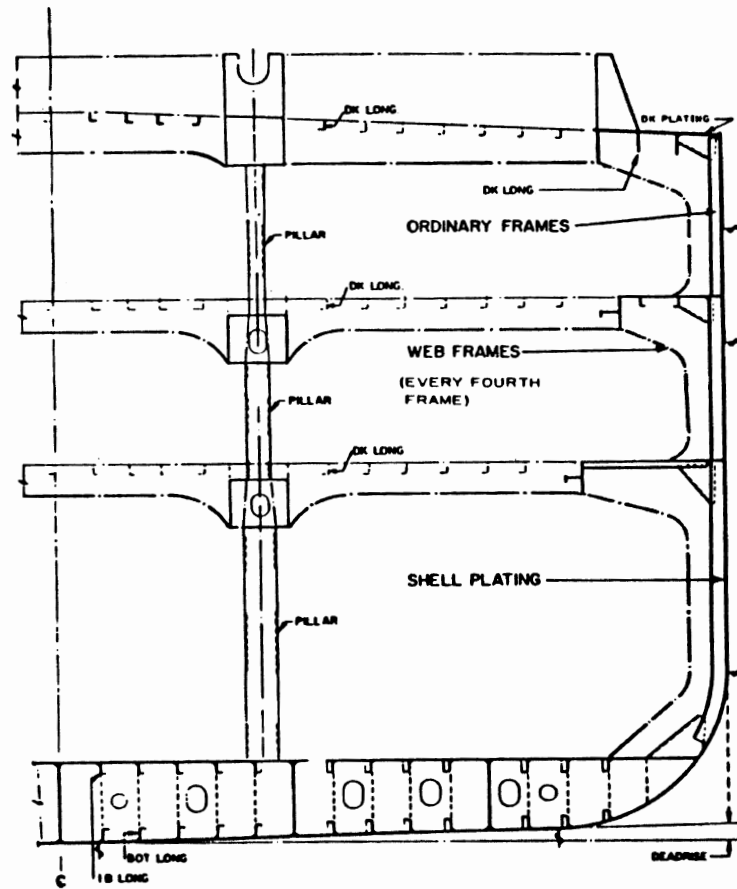 DK LONG.
DK PLATING
DK LONG
ORDINARY FRAMES
PILLAR
DK LONG.
WEB FRAMES
(EVERY FOURTH
FRAME)
PILLAR
DK LONG
SHELL PLATING
PILLAR
BOT LONG
DEADRISE
C
IB LONG